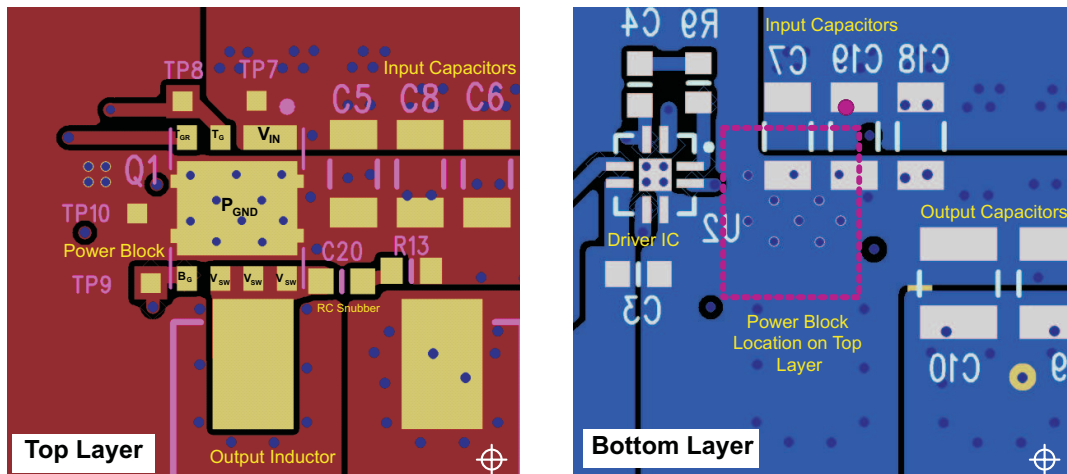 TP8
TP7
Input Capacitors
C5
C8
C6
TGR
TG
VIN
Q1
PGND
TP10
Power Block
TP9
BG
VSW
VSW
VSW
C20
R13
RC Snubber
Output Inductor
Top Layer
C4
R9
Input Capacitors
C7
C19
C18
U2
Driver IC
Output Capacitors
C3
Power Block
Location on Top
Layer
C10
9
Bottom Layer